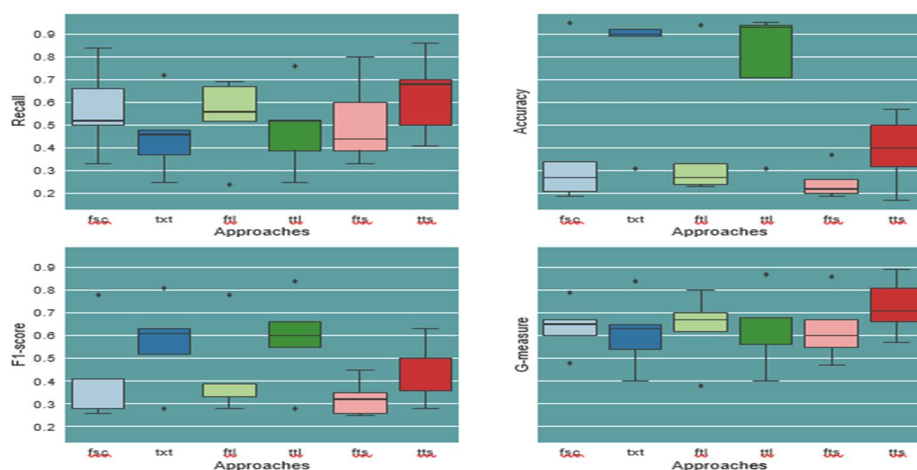 Recall
0.9
0.8
0.7
0.6
0.5
0.4
0.3
0.2
fsc txt ftl ttl fts tts
Approaches
Accuracy
fsc txt ftl ttl fts tts
Approaches
F1-score
0.9
0.8
0.7
0.6
0.5
0.4
0.3
0.2
fsc txt ftl ttl fts tts
Approaches
G-measure
fsc txt ftl ttl fts tts
Approaches